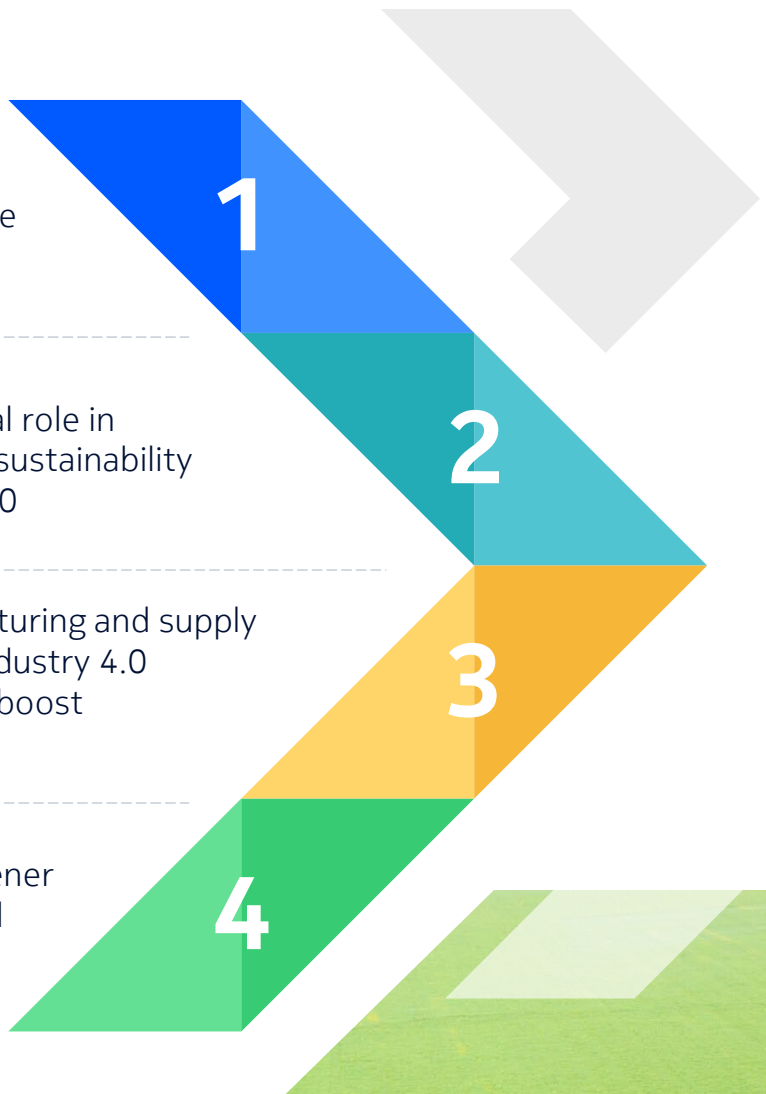 1
e
2
al role in
sustainability
0
turing and supply
dustry 4.0
boost
3
ener
4